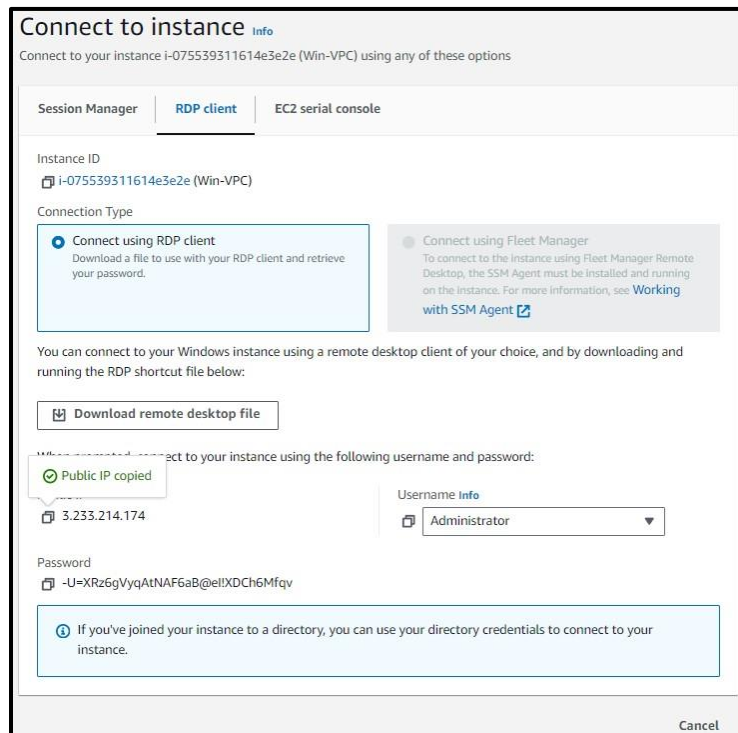 Connect to instance Info
Connect to your instance i-075539311614e3e2e (Win-VPC) using any of these options
Session Manager
RDP client
EC2 serial console
Instance ID
i-075539311614e3e2e (Win-VPC)
Connection Type
Connect using RDP client
Download a file to use with your RDP client and retrieve
your password.
Connect using Fleet Manager
To connect to the instance using Fleet Manager Remote
Desktop, the SSM Agent must be installed and running
on the instance. For more information, see Working
with SSM Agent
You can connect to your Windows instance using a remote desktop client of your choice, and by downloading and
running the RDP shortcut file below:
Download remote desktop file
When prompted, connect to your instance using the following username and password:
Public IP copied
3.233.214.174
Username Info
Administrator
Password
-U=XRz6gVyqAtNAF6aB@eI!XDCh6Mfqv
If you've joined your instance to a directory, you can use your directory credentials to connect to your
instance.
Cancel